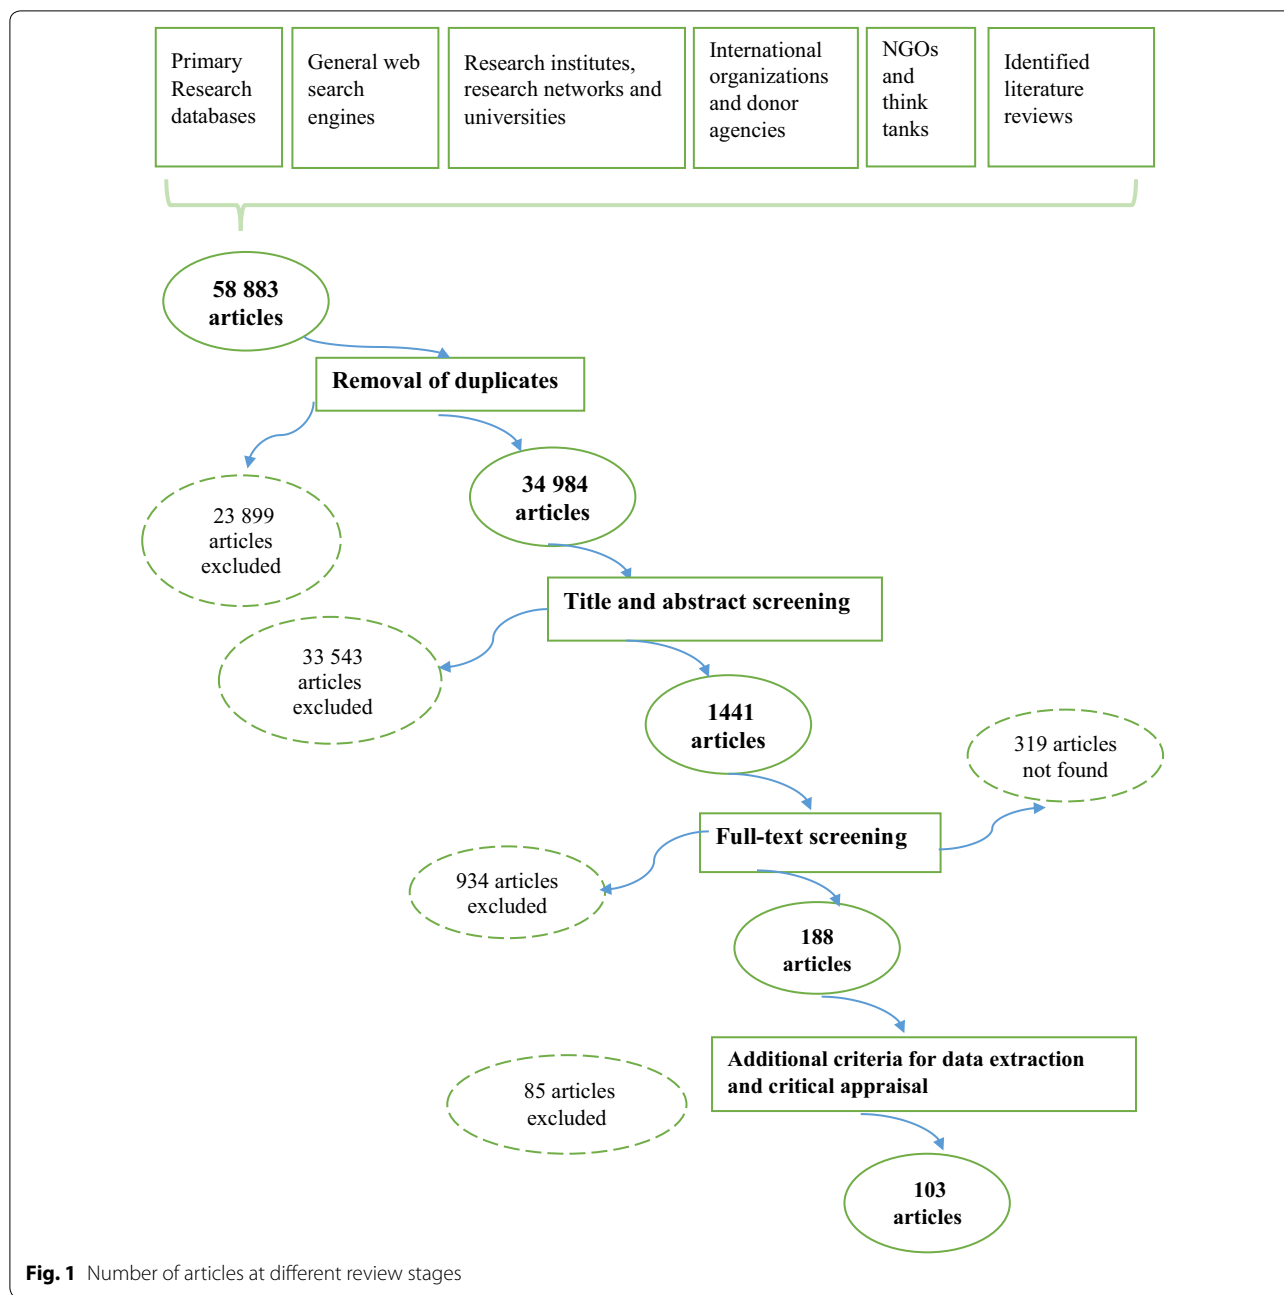 Primary
Research
databases
General web
search
engines
Research institutes,
research networks and
universities
International
organizations
and donor
agencies
NGOs
and
think
tanks
Identified
literature
reviews
58 883
articles
Removal of duplicates
23 899
articles
excluded
34 984
articles
Title and abstract screening
33 543
articles
excluded
1441
articles
319 articles
not found
Full-text screening
934 articles
excluded
188
articles
Additional criteria for data extraction
and critical appraisal
85 articles
excluded
103
articles
Fig. 1 Number of articles at different review stages